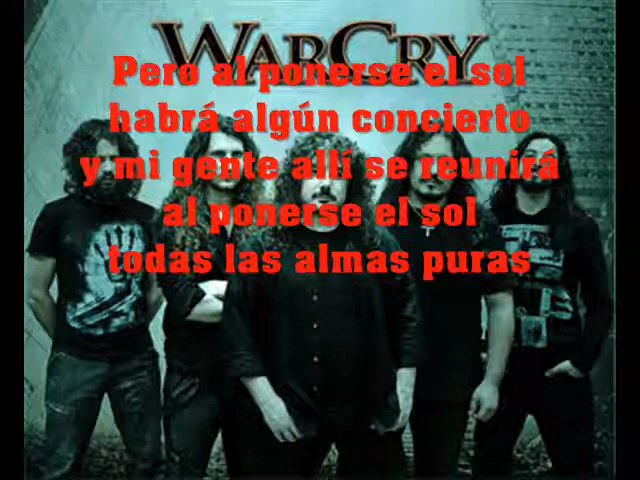 WARCRY
Pero al ponerse el sol
habrá algún concierto
y mi gente allí se reunirá
al ponerse el sol
todas las almas puras